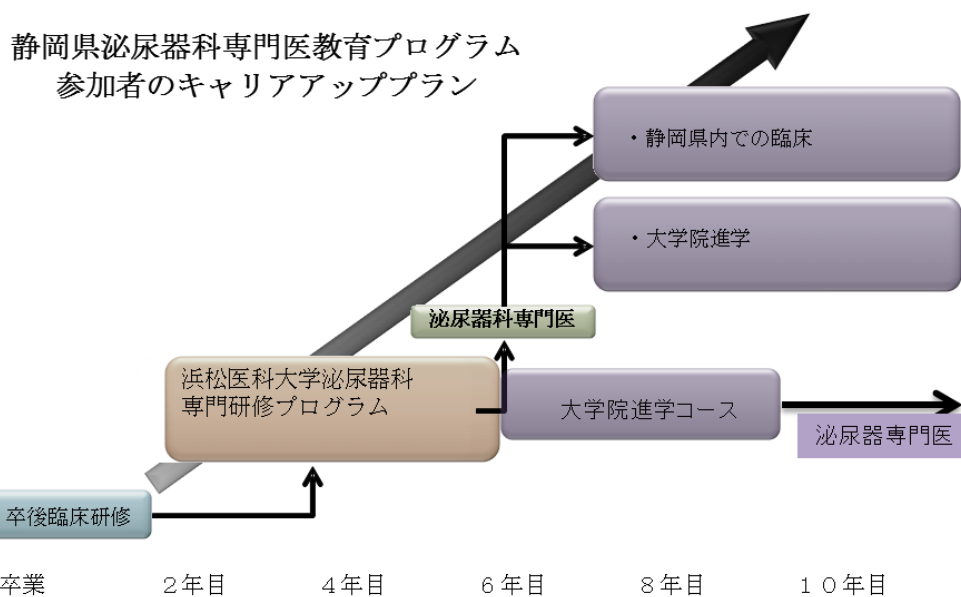 静岡県泌尿器科専門医教育プログラム
参加者のキャリアアッププラン
・静岡県内での臨床
・大学院進学
泌尿器科専門医
浜松医科大学泌尿器科
専門研修プログラム
大学院進学コース
泌尿器専門医
卒後臨床研修
卒業
２年目
４年目
６年目
８年目
１０年目